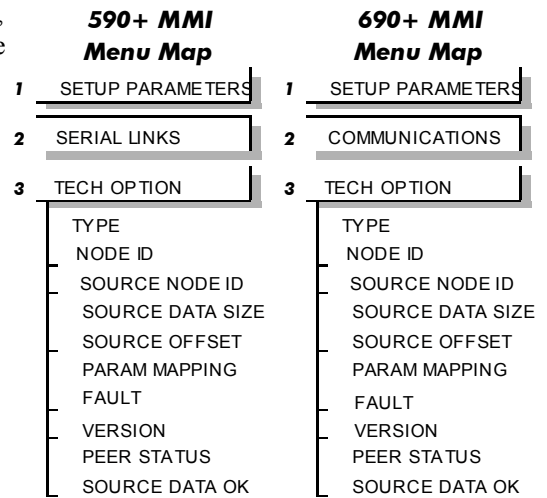 590+ MMI
Menu Map
1 SETUP PARAMETERS
2 SERIAL LINKS
3 TECH OPTION
TYPE
NODE ID
SOURCE NODE ID
SOURCE DATA SIZE
SOURCE OFFSET
PARAM MAPPING
FAULT
VERSION
PEER STATUS
SOURCE DATA OK
690+ MMI
Menu Map
1 SETUP PARAMETERS
2 COMMUNICATIONS
3 TECH OPTION
TYPE
NODE ID
SOURCE NODE ID
SOURCE DATA SIZE
SOURCE OFFSET
PARAM MAPPING
FAULT
VERSION
PEER STATUS
SOURCE DATA OK